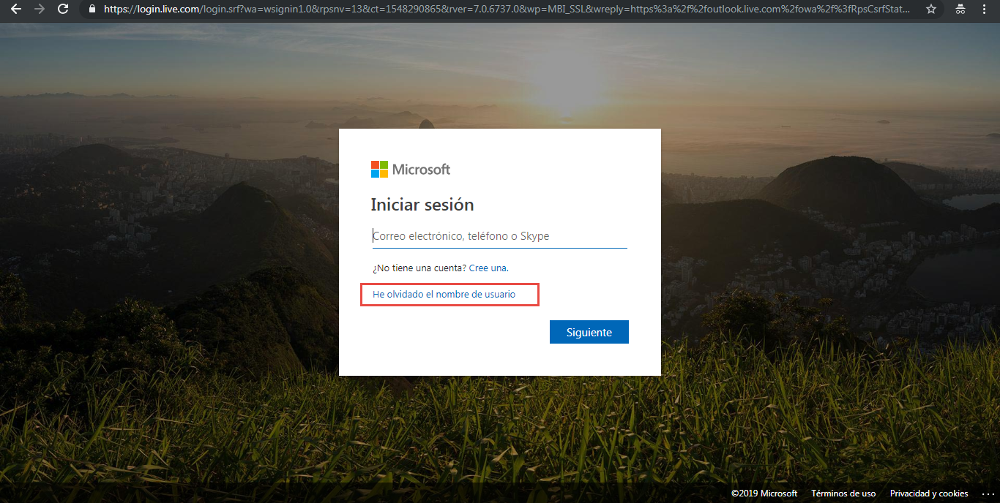 https://login.live.com/login.srf?wa=wsignin1.0&rpsnv=13&ct=1548290865&rver=7.0.6737.0&wp=MBI_SSL&wreply=https%3a%2f%2foutlook.live.com%2fowa%2f%3fRpsCsrfStat...
Microsoft
Iniciar sesión
Correo electrónico, teléfono o Skype
¿No tiene una cuenta? Cree una.
He olvidado el nombre de usuario
Siguiente
©2019 Microsoft Términos de uso Privacidad y cookies ...